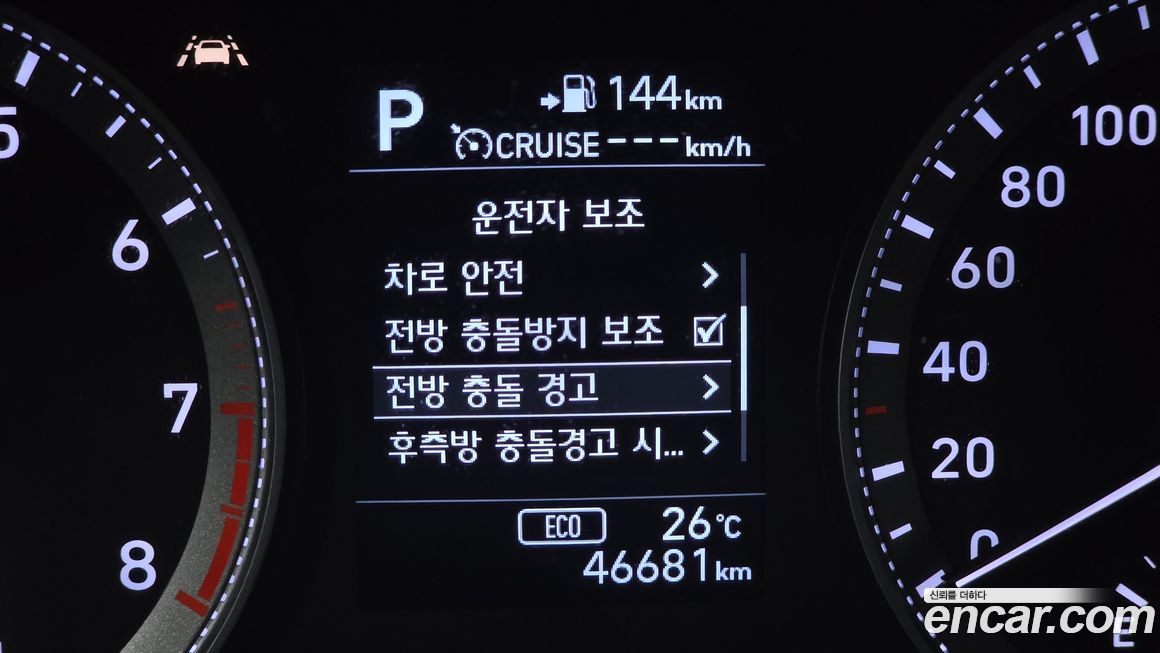 P
144km
CRUISE ---km/h
운전자 보조
차로 안전
전방 충돌방지 보조
전방 충돌 경고
후측방 충돌경고 시...
ECO
26°C
46681km
5
6
7
8
100
80
60
40
20
0
E
신뢰를 더하다
encar.com